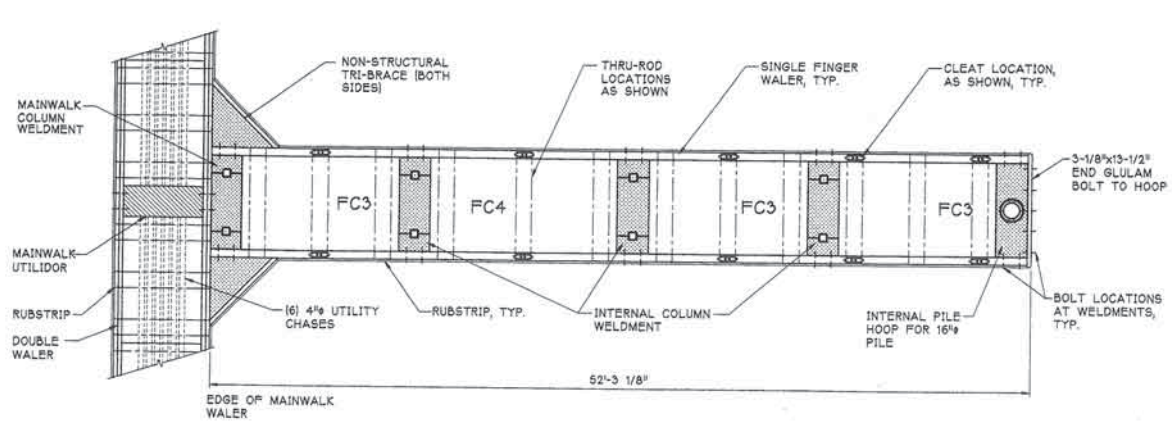 NON-STRUCTURAL
TRI-BRACE (BOTH
SIDES)
THRU-ROD
LOCATIONS
AS SHOWN
SINGLE FINGER
WALER, TYP.
CLEAT LOCATION,
AS SHOWN, TYP.
MAINWALK
COLUMN
WELDMENT
3-1/8"x13-1/2"
END GLULAM
BOLT TO HOOP
FC3
FC4
FC3
FC3
MAINWALK
UTILIDOR
RUBSTRIP
DOUBLE
WALER
(6) 4"ø UTILITY
CHASES
RUBSTRIP, TYP.
INTERNAL COLUMN
WELDMENT
INTERNAL PILE
HOOP FOR 16"ø
PILE
BOLT LOCATIONS
AT WELDMENTS,
TYP.
52'-3 1/8"
EDGE OF MAINWALK
WALER